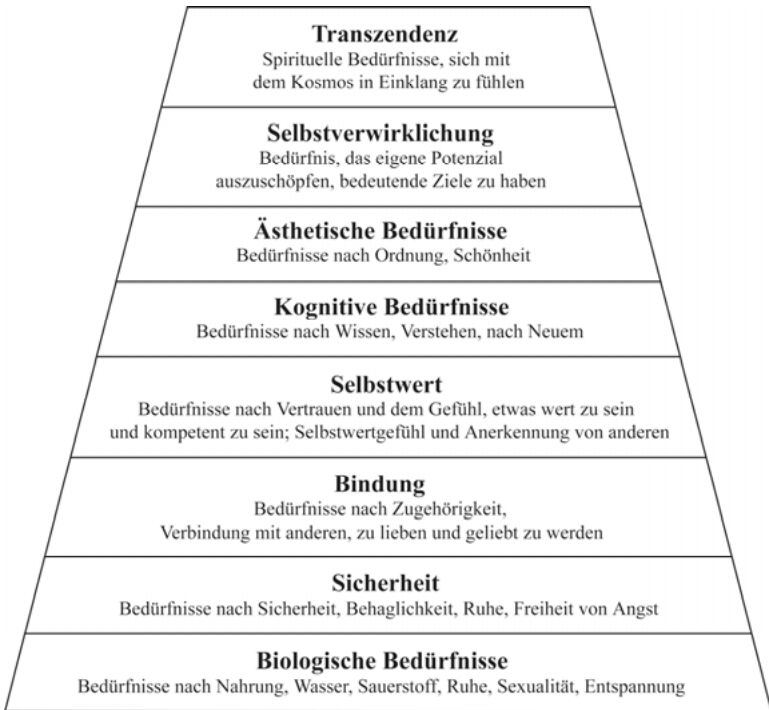 Transzendenz
Spirituelle Bedürfnisse, sich mit
dem Kosmos in Einklang zu fühlen
Selbstverwirklichung
Bedürfnis, das eigene Potenzial
auszuschöpfen, bedeutende Ziele zu haben
Ästhetische Bedürfnisse
Bedürfnisse nach Ordnung, Schönheit
Kognitive Bedürfnisse
Bedürfnisse nach Wissen, Verstehen, nach Neuem
Selbstwert
Bedürfnisse nach Vertrauen und dem Gefühl, etwas wert zu sein
und kompetent zu sein; Selbstwertgefühl und Anerkennung von anderen
Bindung
Bedürfnisse nach Zugehörigkeit,
Verbindung mit anderen, zu lieben und geliebt zu werden
Sicherheit
Bedürfnisse nach Sicherheit, Behaglichkeit, Ruhe, Freiheit von Angst
Biologische Bedürfnisse
Bedürfnisse nach Nahrung, Wasser, Sauerstoff, Ruhe, Sexualität, Entspannung